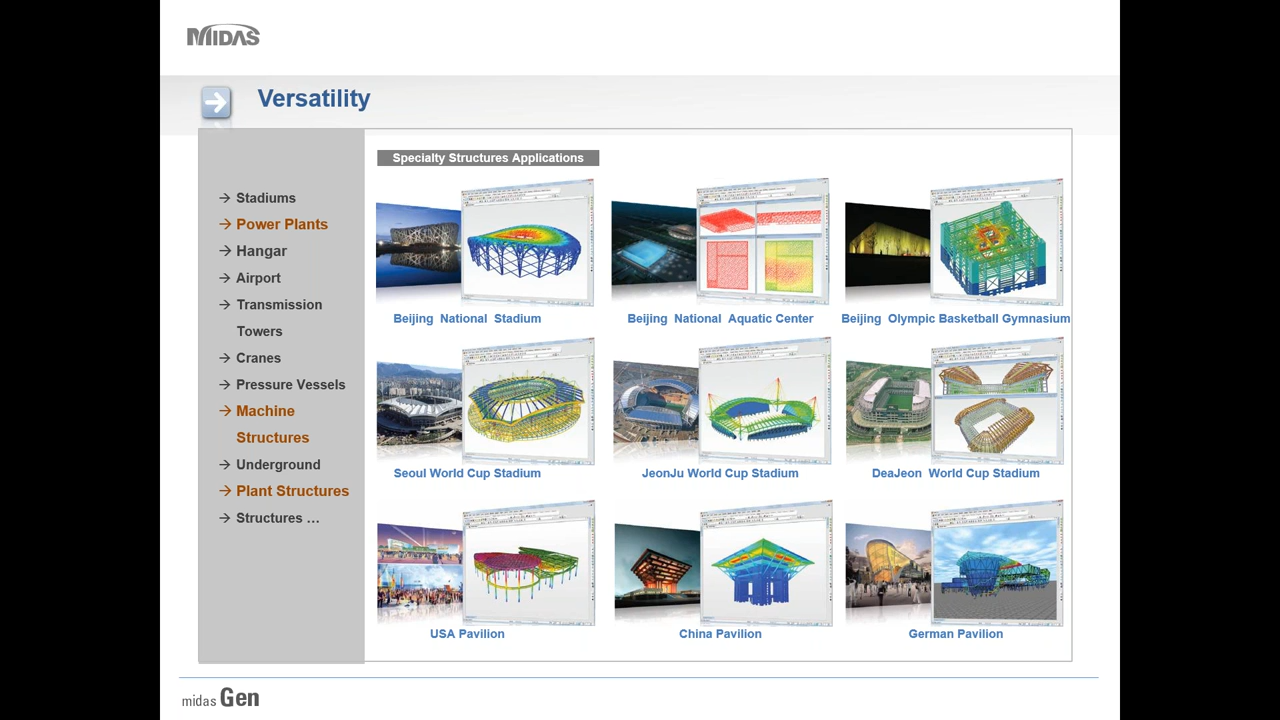 MIDAS
Versatility
Specialty Structures Applications
→ Stadiums
→ Power Plants
→ Hangar
→ Airport
→ Transmission
Towers
→ Cranes
→ Pressure Vessels
→ Machine
Structures
→ Underground
→ Plant Structures
→ Structures ...
Beijing National Stadium
Beijing National Aquatic Center
Beijing Olympic Basketball Gymnasium
Seoul World Cup Stadium
JeonJu World Cup Stadium
DeaJeon World Cup Stadium
USA Pavilion
China Pavilion
German Pavilion
midas Gen